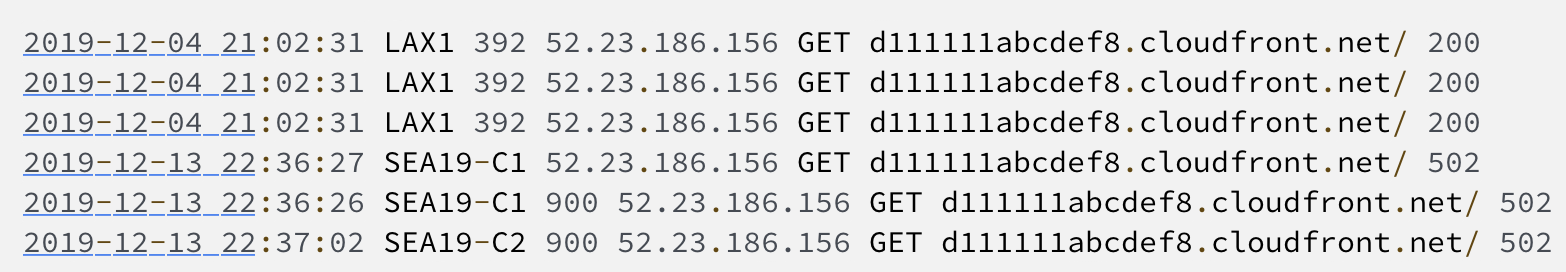 2019-12-04 21:02:31 LAX1 392 52.23.186.156 GET d111111abcdef8.cloudfront.net/ 200
2019-12-04 21:02:31 LAX1 392 52.23.186.156 GET d111111abcdef8.cloudfront.net/ 200
2019-12-04 21:02:31 LAX1 392 52.23.186.156 GET d111111abcdef8.cloudfront.net/ 200
2019-12-13 22:36:27 SEA19-C1 52.23.186.156 GET d111111abcdef8.cloudfront.net/ 502
2019-12-13 22:36:26 SEA19-C1 900 52.23.186.156 GET d111111abcdef8.cloudfront.net/ 502
2019-12-13 22:37:02 SEA19-C2 900 52.23.186.156 GET d111111abcdef8.cloudfront.net/ 502